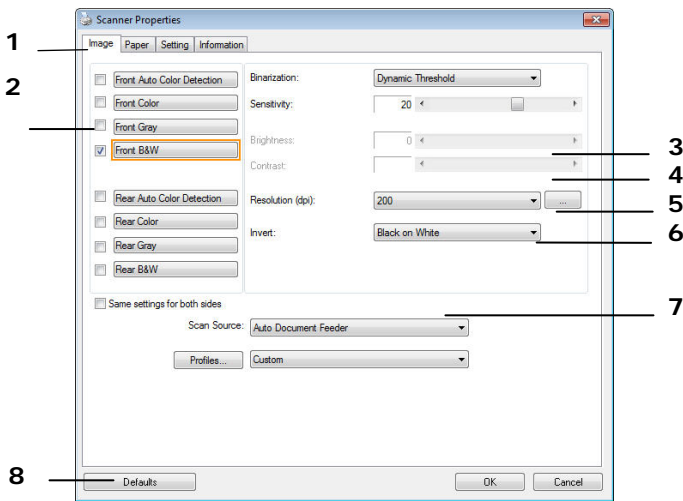 Scanner Properties
1
Image Paper Setting Information
2
Front Auto Color Detection
Binarization: Dynamic Threshold
Front Color
Sensitivity: 20
Front Gray
Brightness: 0
3
Front B&W
Contrast:
4
Rear Auto Color Detection
Resolution (dpi): 200 ...
5
Rear Color
Invert: Black on White
6
Rear Gray
Rear B&W
Same settings for both sides
7
Scan Source: Auto Document Feeder
Profiles... Custom
8
Defaults OK Cancel